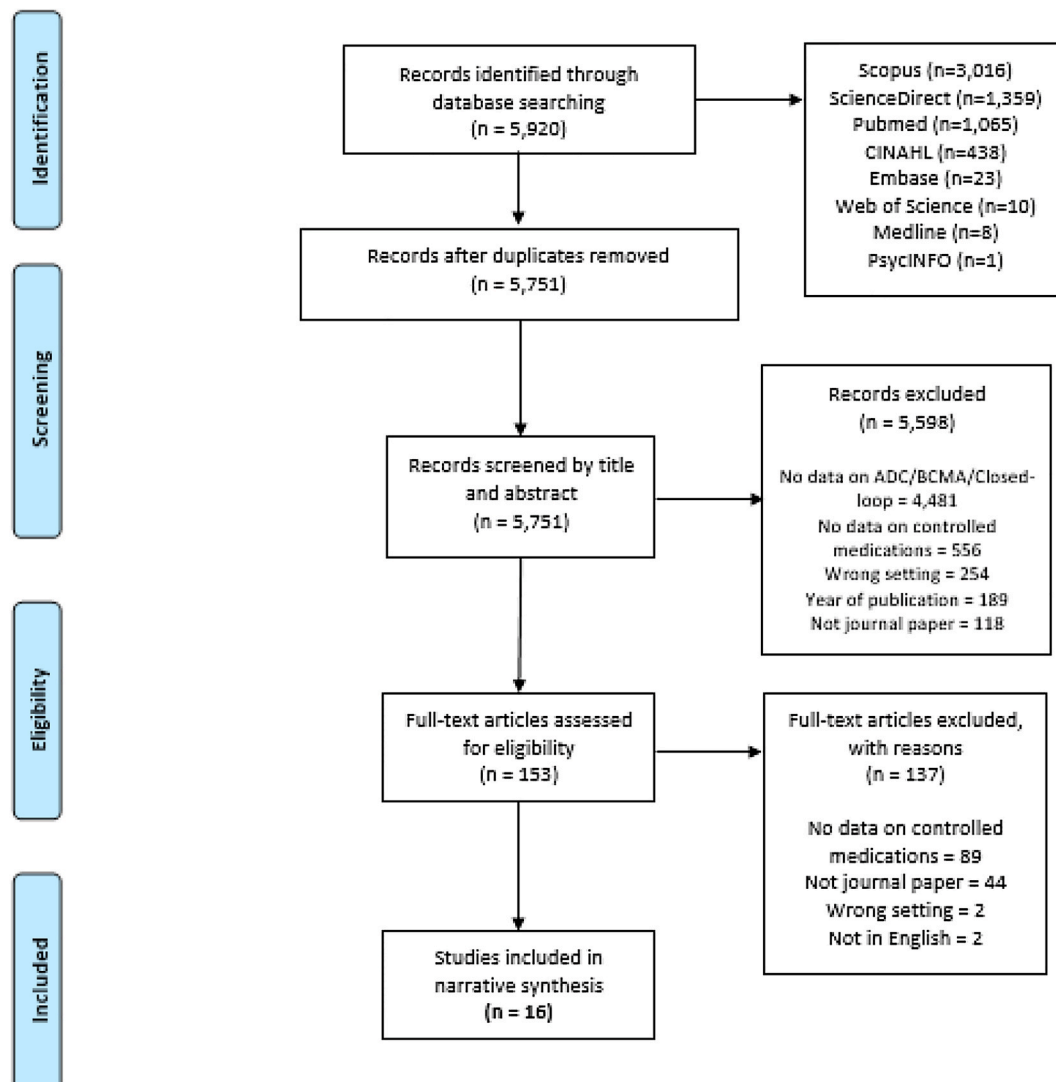 Identification
Records identified through
database searching
(n = 5,920)
Scopus (n=3,016)
ScienceDirect (n=1,359)
Pubmed (n=1,065)
CINAHL (n=438)
Embase (n=23)
Web of Science (n=10)
Medline (n=8)
PsycINFO (n=1)
Records after duplicates removed
(n = 5,751)
Screening
Records screened by title
and abstract
(n = 5,751)
Records excluded
(n = 5,598)
No data on ADC/BCMA/Closed-
loop = 4,481
No data on controlled
medications = 556
Wrong setting = 254
Year of publication = 189
Not journal paper = 118
Eligibility
Full-text articles assessed
for eligibility
(n = 153)
Full-text articles excluded,
with reasons
(n = 137)
No data on controlled
medications = 89
Not journal paper = 44
Wrong setting = 2
Not in English = 2
Included
Studies included in
narrative synthesis
(n = 16)